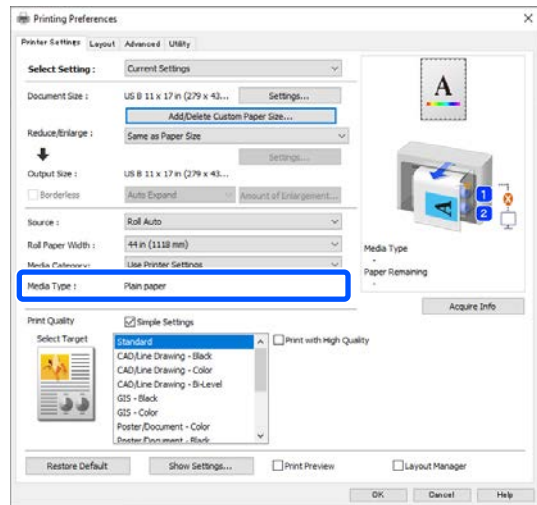 Printing Preferences
Printer Settings Layout Advanced Utility
Select Setting : Current Settings
Document Size : US B 11 x 17 in (279 x 43... Settings...
Add/Delete Custom Paper Size...
Reduce/Enlarge : Same as Paper Size
Settings...
Output Size : US B 11 x 17 in (279 x 43...
Borderless Auto Expand Amount of Enlargement...
Source : Roll Auto
Roll Paper Width : 44 in (1118 mm)
Media Category: Use Printer Settings
Media Type : Plain paper
A
A
1
2
Media Type
-
Paper Remaining
-
Acquire Info
Print Quality Simple Settings
Select Target Standard Print with High Quality
CAD/Line Drawing - Black
CAD/Line Drawing - Color
CAD/Line Drawing - Bi-Level
GIS - Black
GIS - Color
Poster/Document - Color
Poster/Document - Black
Restore Default Show Settings... Print Preview Layout Manager
OK Cancel Help